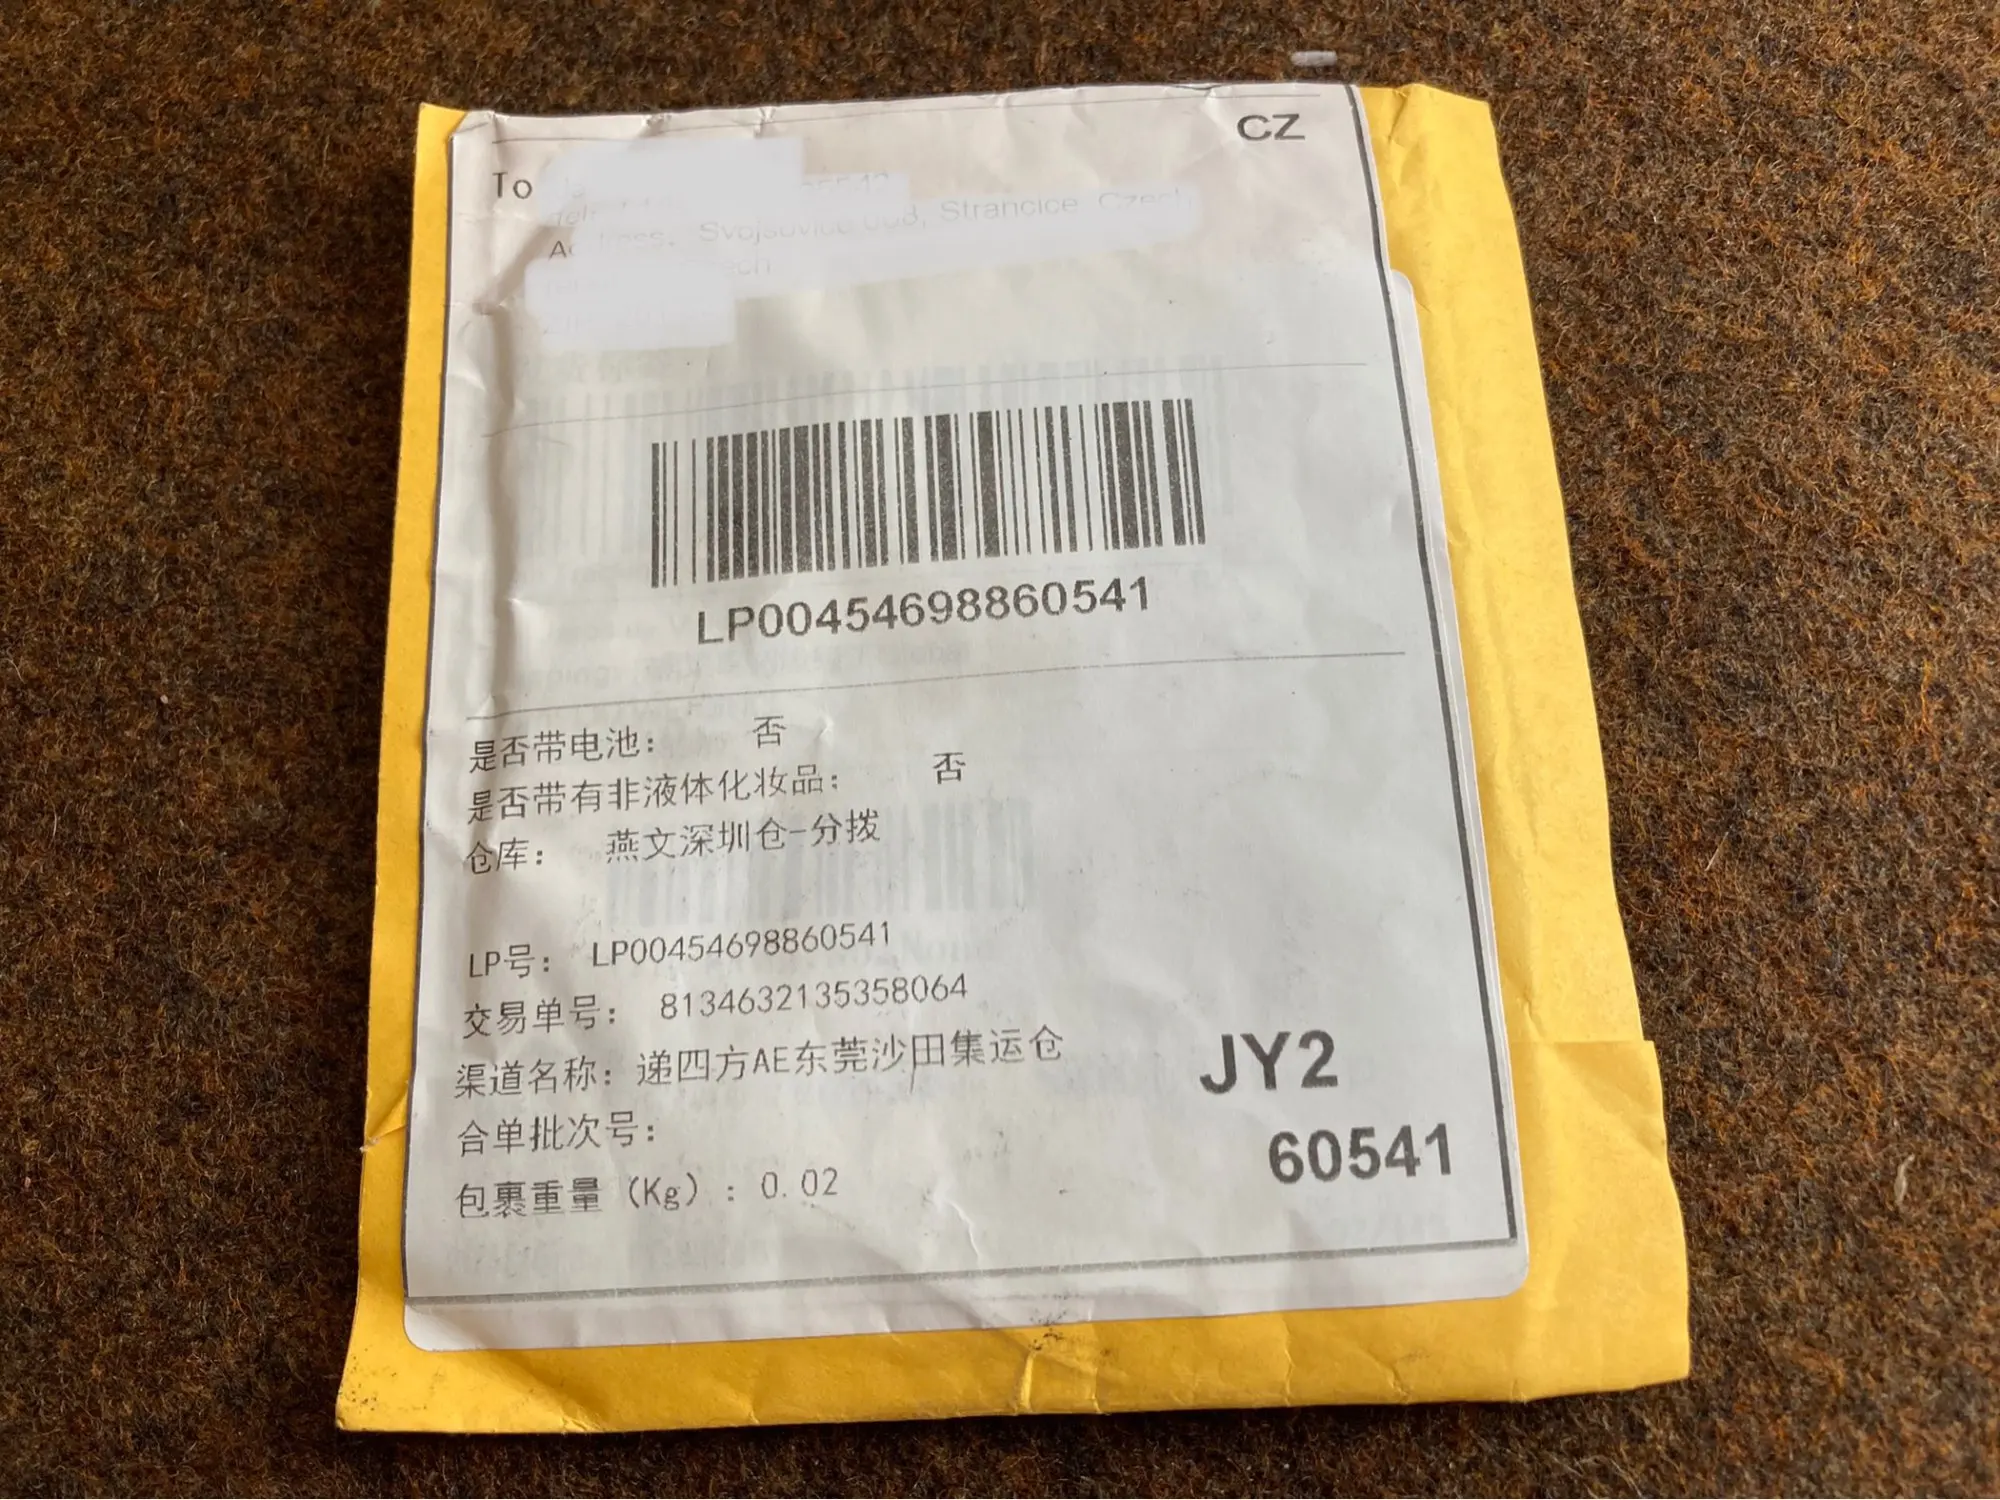 CZ
To
LP00454698860541
是否带电池： 否
是否带有非液体化妆品： 否
仓库： 燕文深圳仓-分拨
LP号： LP00454698860541
交易单号： 8134632135358064
渠道名称： 递四方AE东莞沙田集运仓
合单批次号：
包裹重量（Kg）：0.02
JY2
60541